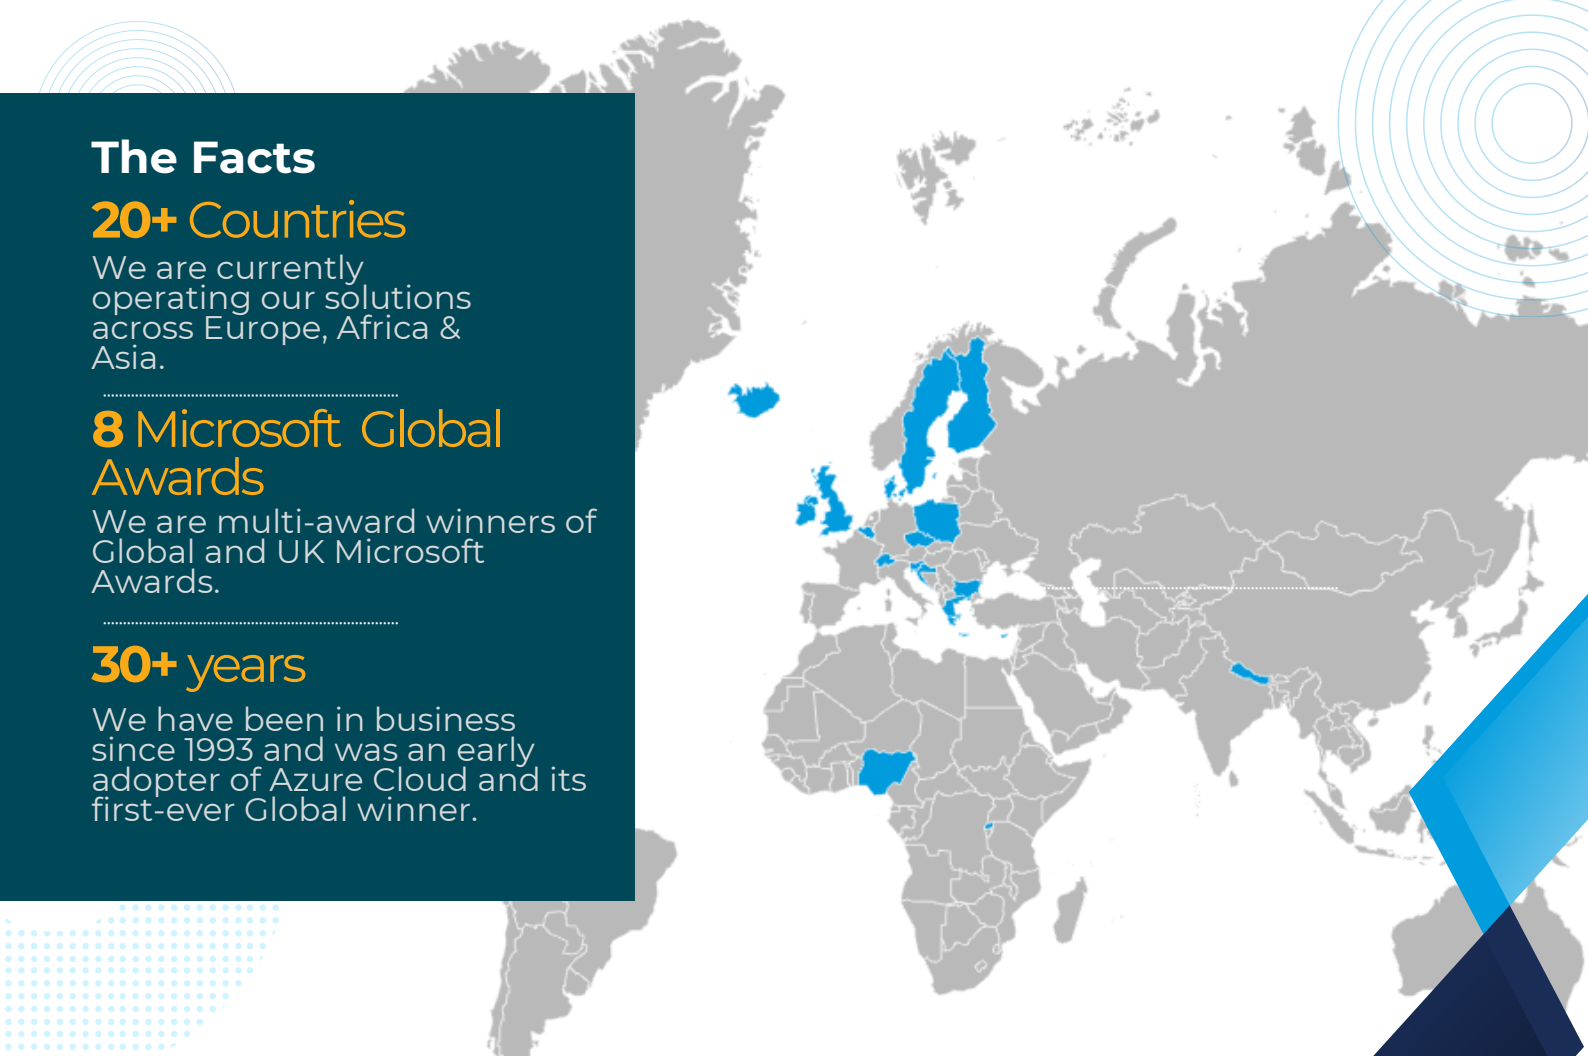 The Facts
20+ Countries
We are currently
operating our solutions
across Europe, Africa &
Asia.
8 Microsoft Global
Awards
We are multi-award winners of
Global and UK Microsoft
Awards.
30+ years
We have been in business
since 1993 and was an early
adopter of Azure Cloud and its
first-ever Global winner.